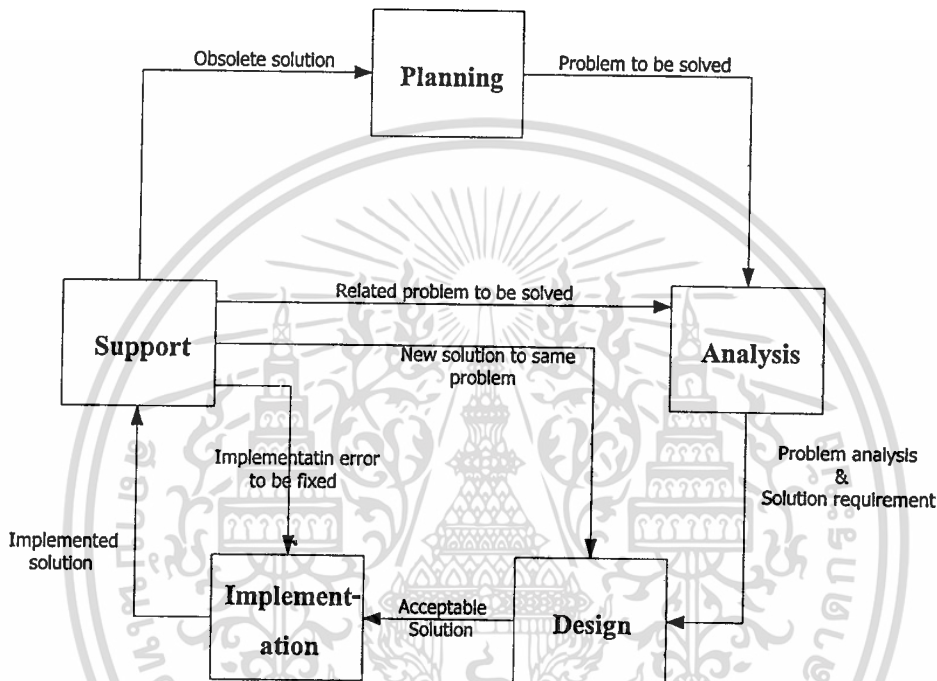 Obsolete solution
Planning
Problem to be solved
Related problem to be solved
Support
New solution to same
problem
Analysis
Implementatin error
to be fixed
Problem analysis
&
Solution requirement
Implemented
solution
Implement-
ation
Acceptable
Solution
Design